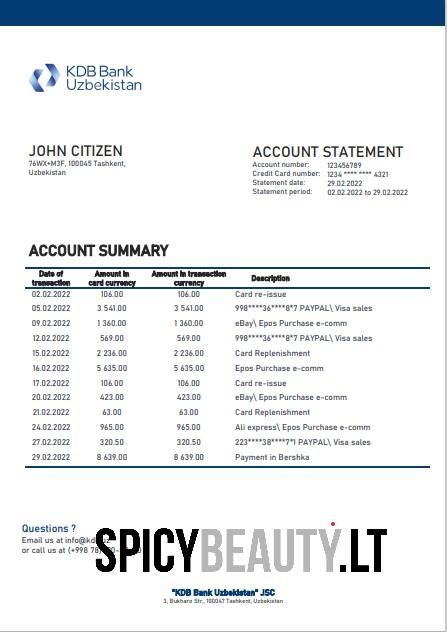 KDB Bank
Uzbekistan
JOHN CITIZEN
76WX+M3F, 100045 Tashkent,
Uzbekistan
ACCOUNT STATEMENT
Account number: 123456789
Credit Card number: 1234 **** **** 4321
Statement date: 29.02.2022
Statement period: 02.02.2022 to 29.02.2022
ACCOUNT SUMMARY
Date of transaction Amount in card currency Amount in transaction currency Description
02.02.2022 106.00 106.00 Card re-issue
05.02.2022 3 541.00 3 541.00 998****36****8*7 PAYPAL\ Visa sales
09.02.2022 1 360.00 1 360.00 eBay\ Epos Purchase e-comm
12.02.2022 569.00 569.00 998****36****8*7 PAYPAL\ Visa sales
15.02.2022 2 236.00 2 236.00 Card Replenishment
16.02.2022 5 635.00 5 635.00 Epos Purchase e-comm
17.02.2022 106.00 106.00 Card re-issue
20.02.2022 423.00 423.00 eBay\ Epos Purchase e-comm
21.02.2022 63.00 63.00 Card Replenishment
24.02.2022 965.00 965.00 Ali express\ Epos Purchase e-comm
27.02.2022 320.50 320.50 223****38****7*1 PAYPAL\ Visa sales
29.02.2022 8 639.00 8 639.00 Payment in Bershka
Questions ?
Email us at
or call us at (+998 78)
SPICYBEAUTY.LT
"KDB Bank Uzbekistan" JSC
3, Bukharo Str., 100047 Tashkent, Uzbekistan